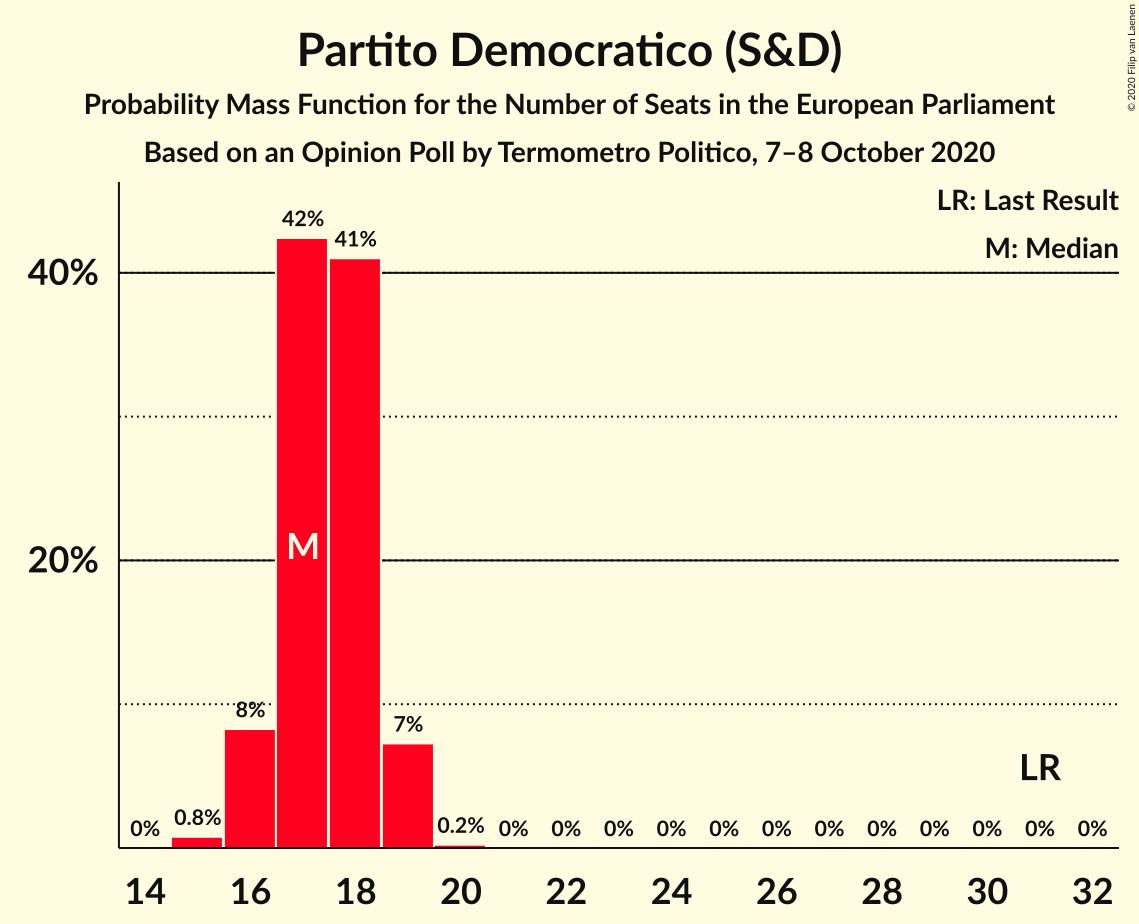 Partito Democratico (S&D)
Probability Mass Function for the Number of Seats in the European Parliament
Based on an Opinion Poll by Termometro Politico, 7–8 October 2020
© 2020 Filip van Laenen
LR: Last Result
M: Median
42%
41%
40%
M
20%
8%
7%
LR
0% 0.8% 0.2% 0% 0% 0% 0% 0% 0% 0% 0% 0% 0% 0% 0%
14 16 18 20 22 24 26 28 30 32